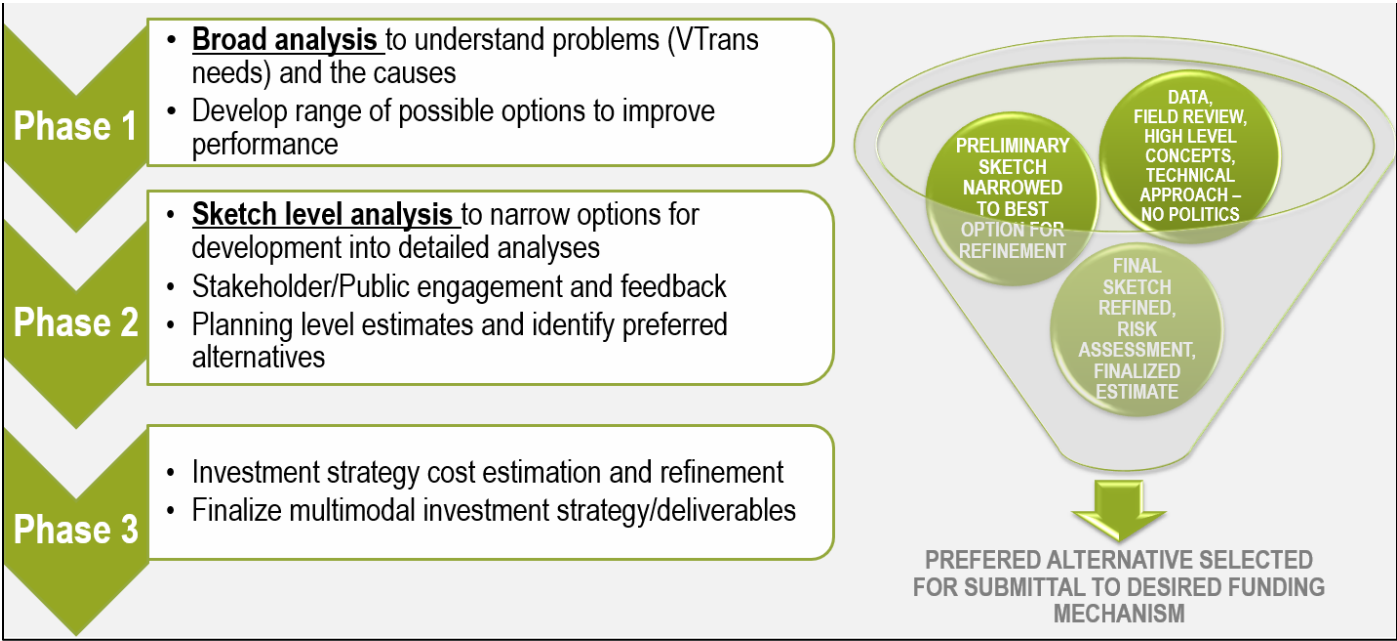 Phase 1
• Broad analysis to understand problems (VTrans
needs) and the causes
• Develop range of possible options to improve
performance
Phase 2
• Sketch level analysis to narrow options for
development into detailed analyses
• Stakeholder/Public engagement and feedback
• Planning level estimates and identify preferred
alternatives
Phase 3
• Investment strategy cost estimation and refinement
• Finalize multimodal investment strategy/deliverables
DATA,
FIELD REVIEW,
HIGH LEVEL
CONCEPTS,
TECHNICAL
APPROACH –
NO POLITICS
PRELIMINARY
SKETCH
NARROWED
TO BEST
OPTION FOR
REFINEMENT
FINAL
SKETCH
REFINED,
RISK
ASSESSMENT,
FINALIZED
ESTIMATE
PREFERED ALTERNATIVE SELECTED
FOR SUBMITTAL TO DESIRED FUNDING
MECHANISM